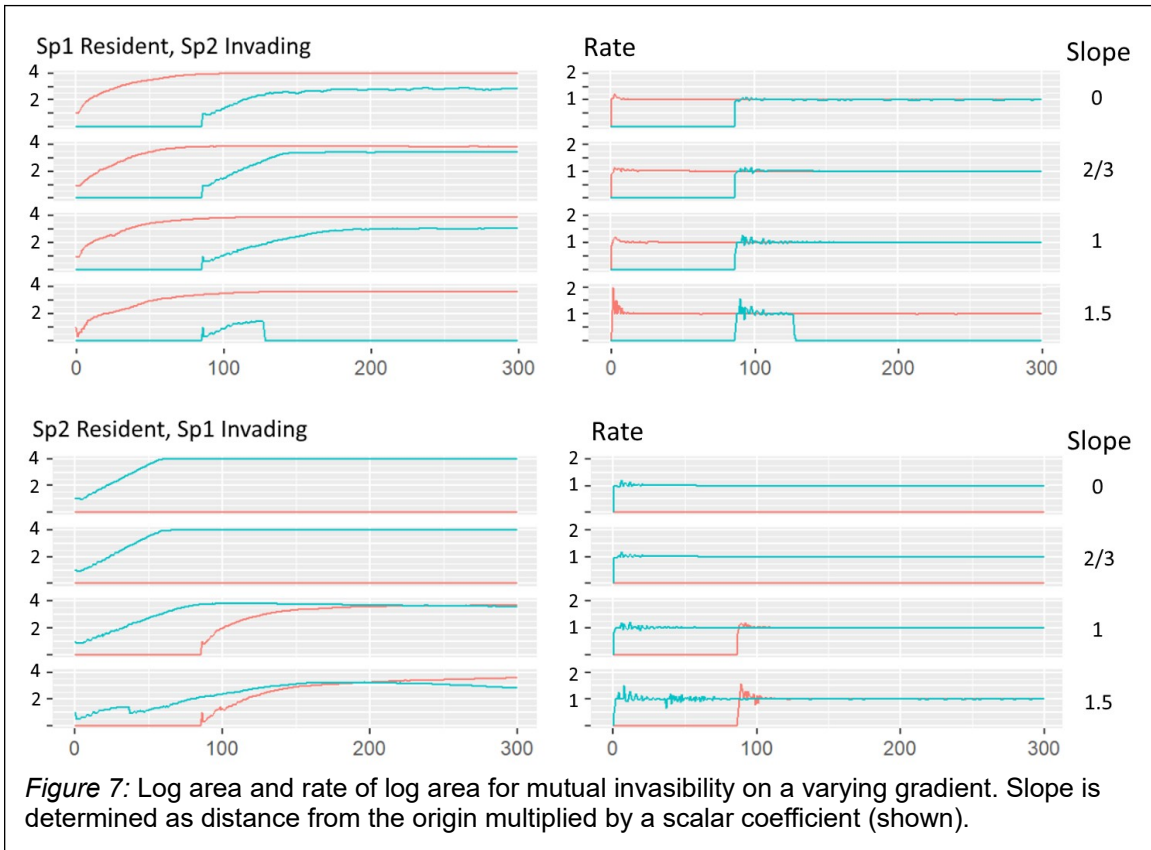 Sp1 Resident, Sp2 Invading Rate Slope
4 2 2 1 0
4 2 2 1 2/3
4 2 2 1 1
4 2 2 1 1.5
0 100 200 300 0 100 200 300
Sp2 Resident, Sp1 Invading Rate Slope
4 2 2 1 0
4 2 2 1 2/3
4 2 2 1 1
4 2 2 1 1.5
0 100 200 300 0 100 200 300
Figure 7: Log area and rate of log area for mutual invasibility on a varying gradient. Slope is
determined as distance from the origin multiplied by a scalar coefficient (shown).